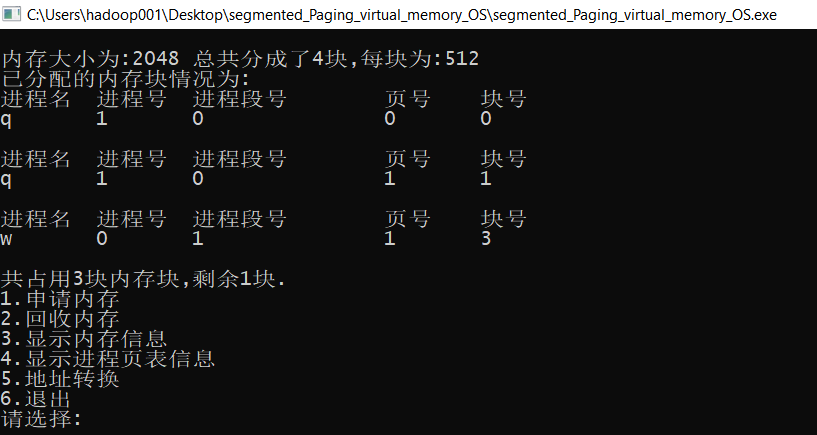 C:\Users\hadoop001\Desktop\segmented_Paging_virtual_memory_OS\segmented_Paging_virtual_memory_OS.exe
内存大小为:2048 总共分成了4块,每块为:512
已分配的内存块情况为:
进程名 进程号 进程段号 页号 块号
q 1 0 0 0
进程名 进程号 进程段号 页号 块号
q 1 0 1 1
进程名 进程号 进程段号 页号 块号
w 0 1 1 3
共占用3块内存块,剩余1块.
1.申请内存
2.回收内存
3.显示内存信息
4.显示进程页表信息
5.地址转换
6.退出
请选择: